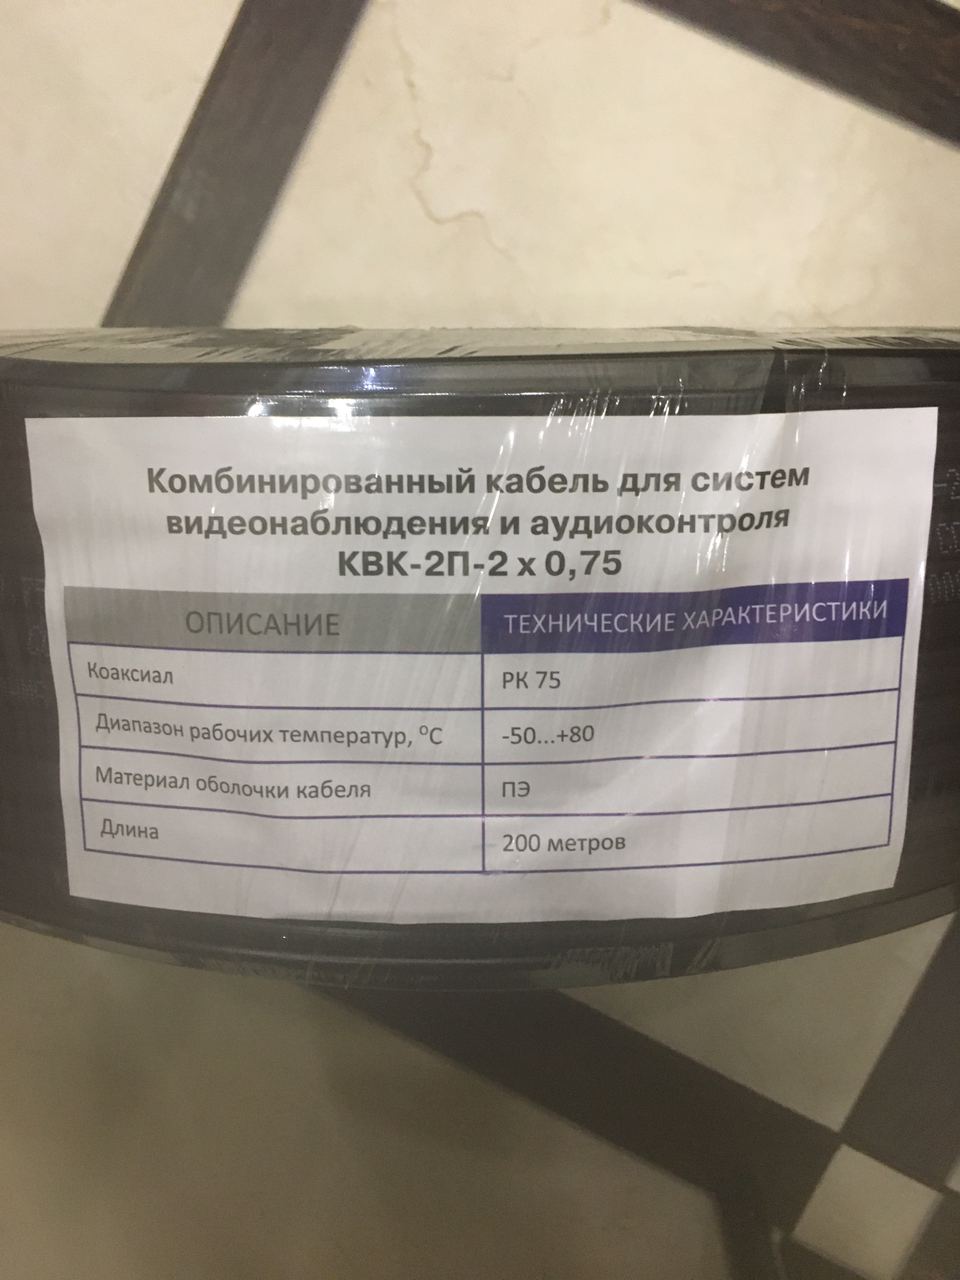 Комбинированный кабель для систем
видеонаблюдения и аудиоконтроля
КВК-2П-2 х 0,75
ОПИСАНИЕ ТЕХНИЧЕСКИЕ ХАРАКТЕРИСТИКИ
Коаксиал РК 75
Диапазон рабочих температур, ⁰С -50...+80
Материал оболочки кабеля ПЭ
Длина 200 метров